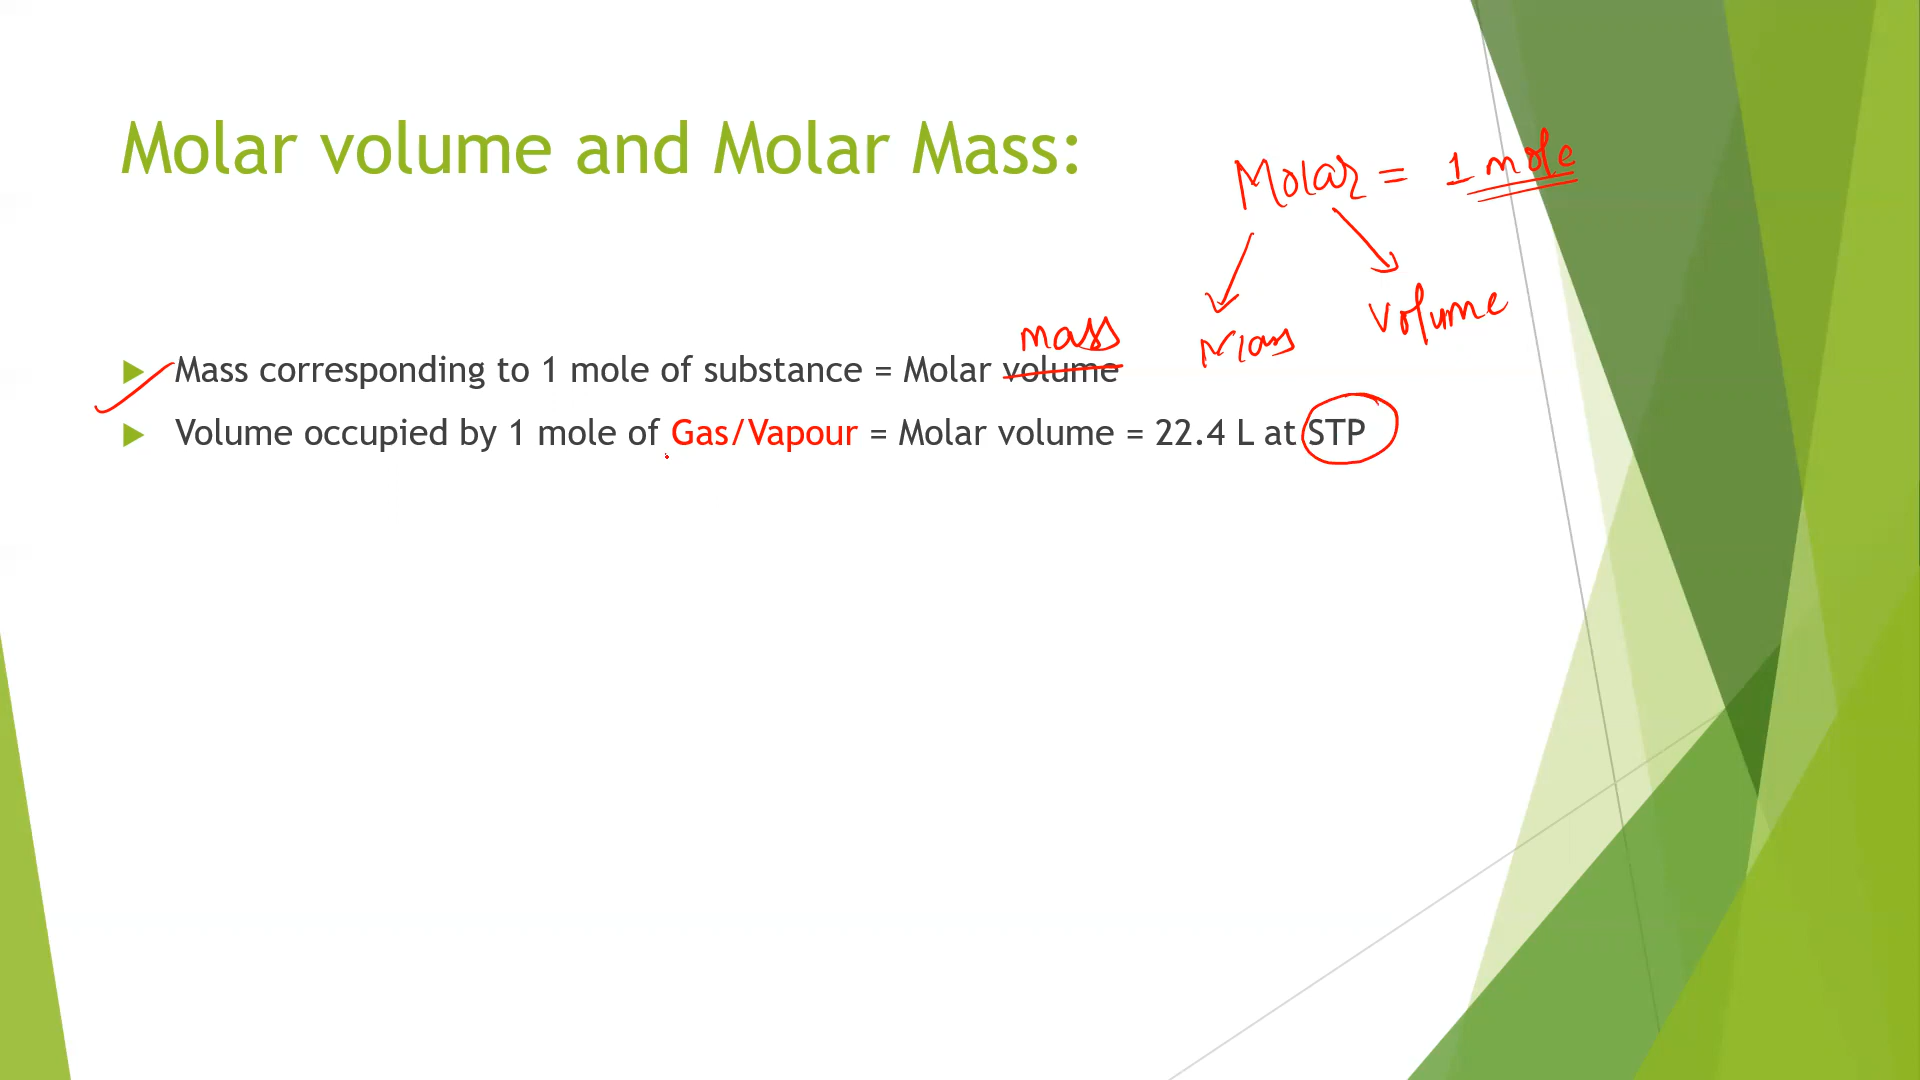 Molar volume and Molar Mass:
Molar = 1 mole
Mass
volume
mass
Mass corresponding to 1 mole of substance = Molar volume
Volume occupied by 1 mole of Gas/Vapour = Molar volume = 22.4 L at STP